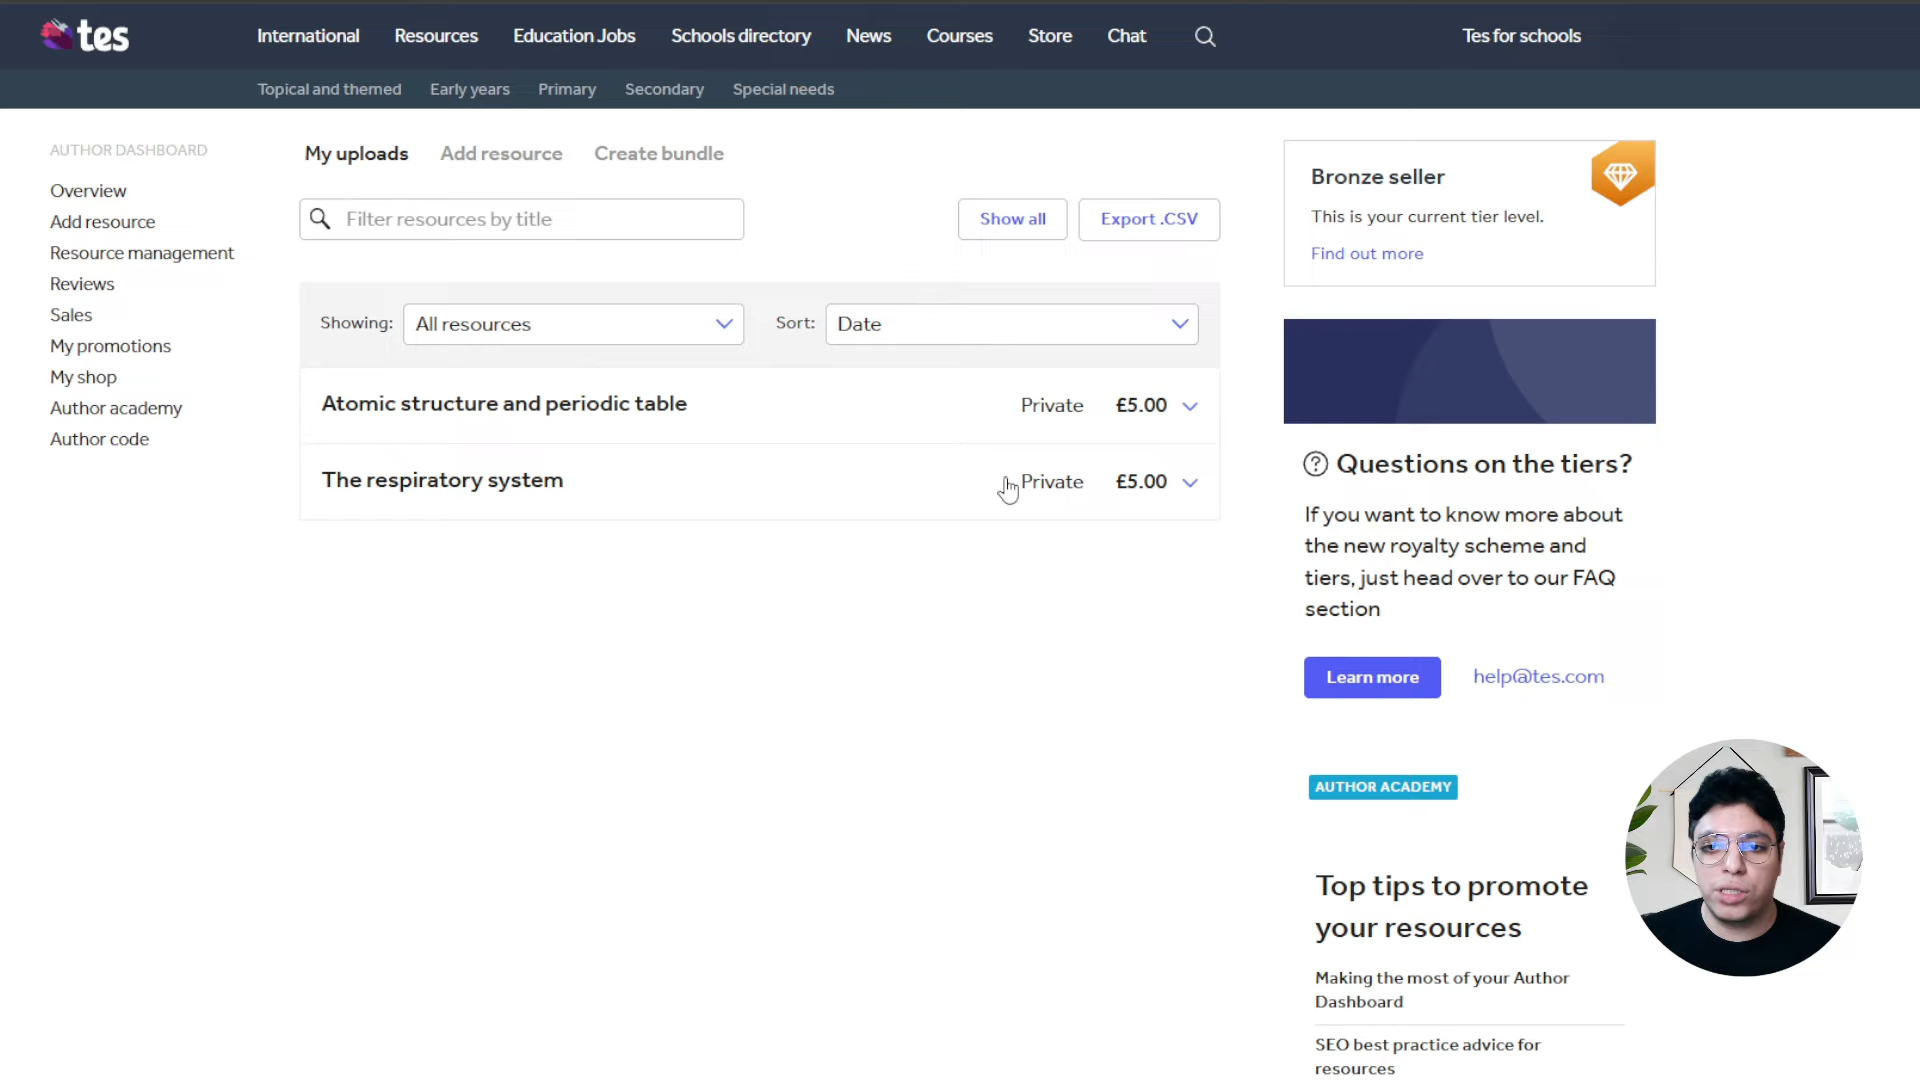 tes
International Resources Education Jobs Schools directory News Courses Store Chat Tes for schools
Topical and themed Early years Primary Secondary Special needs
AUTHOR DASHBOARD
Overview
Add resource
Resource management
Reviews
Sales
My promotions
My shop
Author academy
Author code
My uploads Add resource Create bundle
Filter resources by title
Show all Export .CSV
Showing: All resources Sort: Date
Atomic structure and periodic table Private £5.00
The respiratory system Private £5.00
Bronze seller
This is your current tier level.
Find out more
? Questions on the tiers?
If you want to know more about
the new royalty scheme and
tiers, just head over to our FAQ
section
Learn more help@tes.com
AUTHOR ACADEMY
Top tips to promote
your resources
Making the most of your Author
Dashboard
SEO best practice advice for
resources